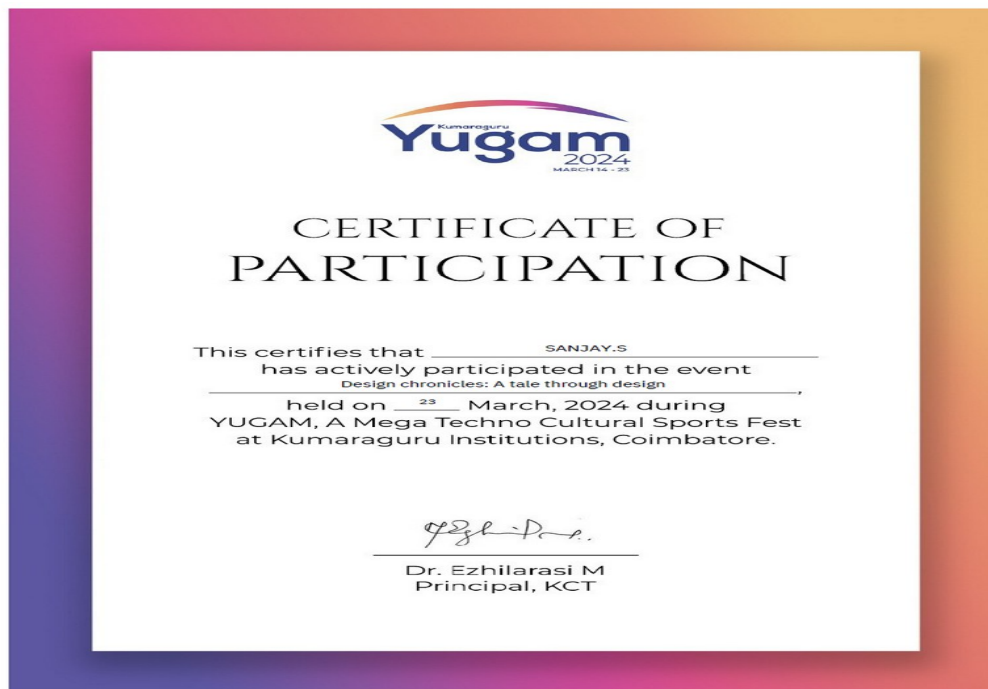 Kumaraguru
Yugam
2024
MARCH 14 - 23
CERTIFICATE OF
PARTICIPATION
This certifies that SANJAY.S
has actively participated in the event
Design chronicles: A tale through design,
held on 23 March, 2024 during
YUGAM, A Mega Techno Cultural Sports Fest
at Kumaraguru Institutions, Coimbatore.
Dr. Ezhilarasi M
Principal, KCT